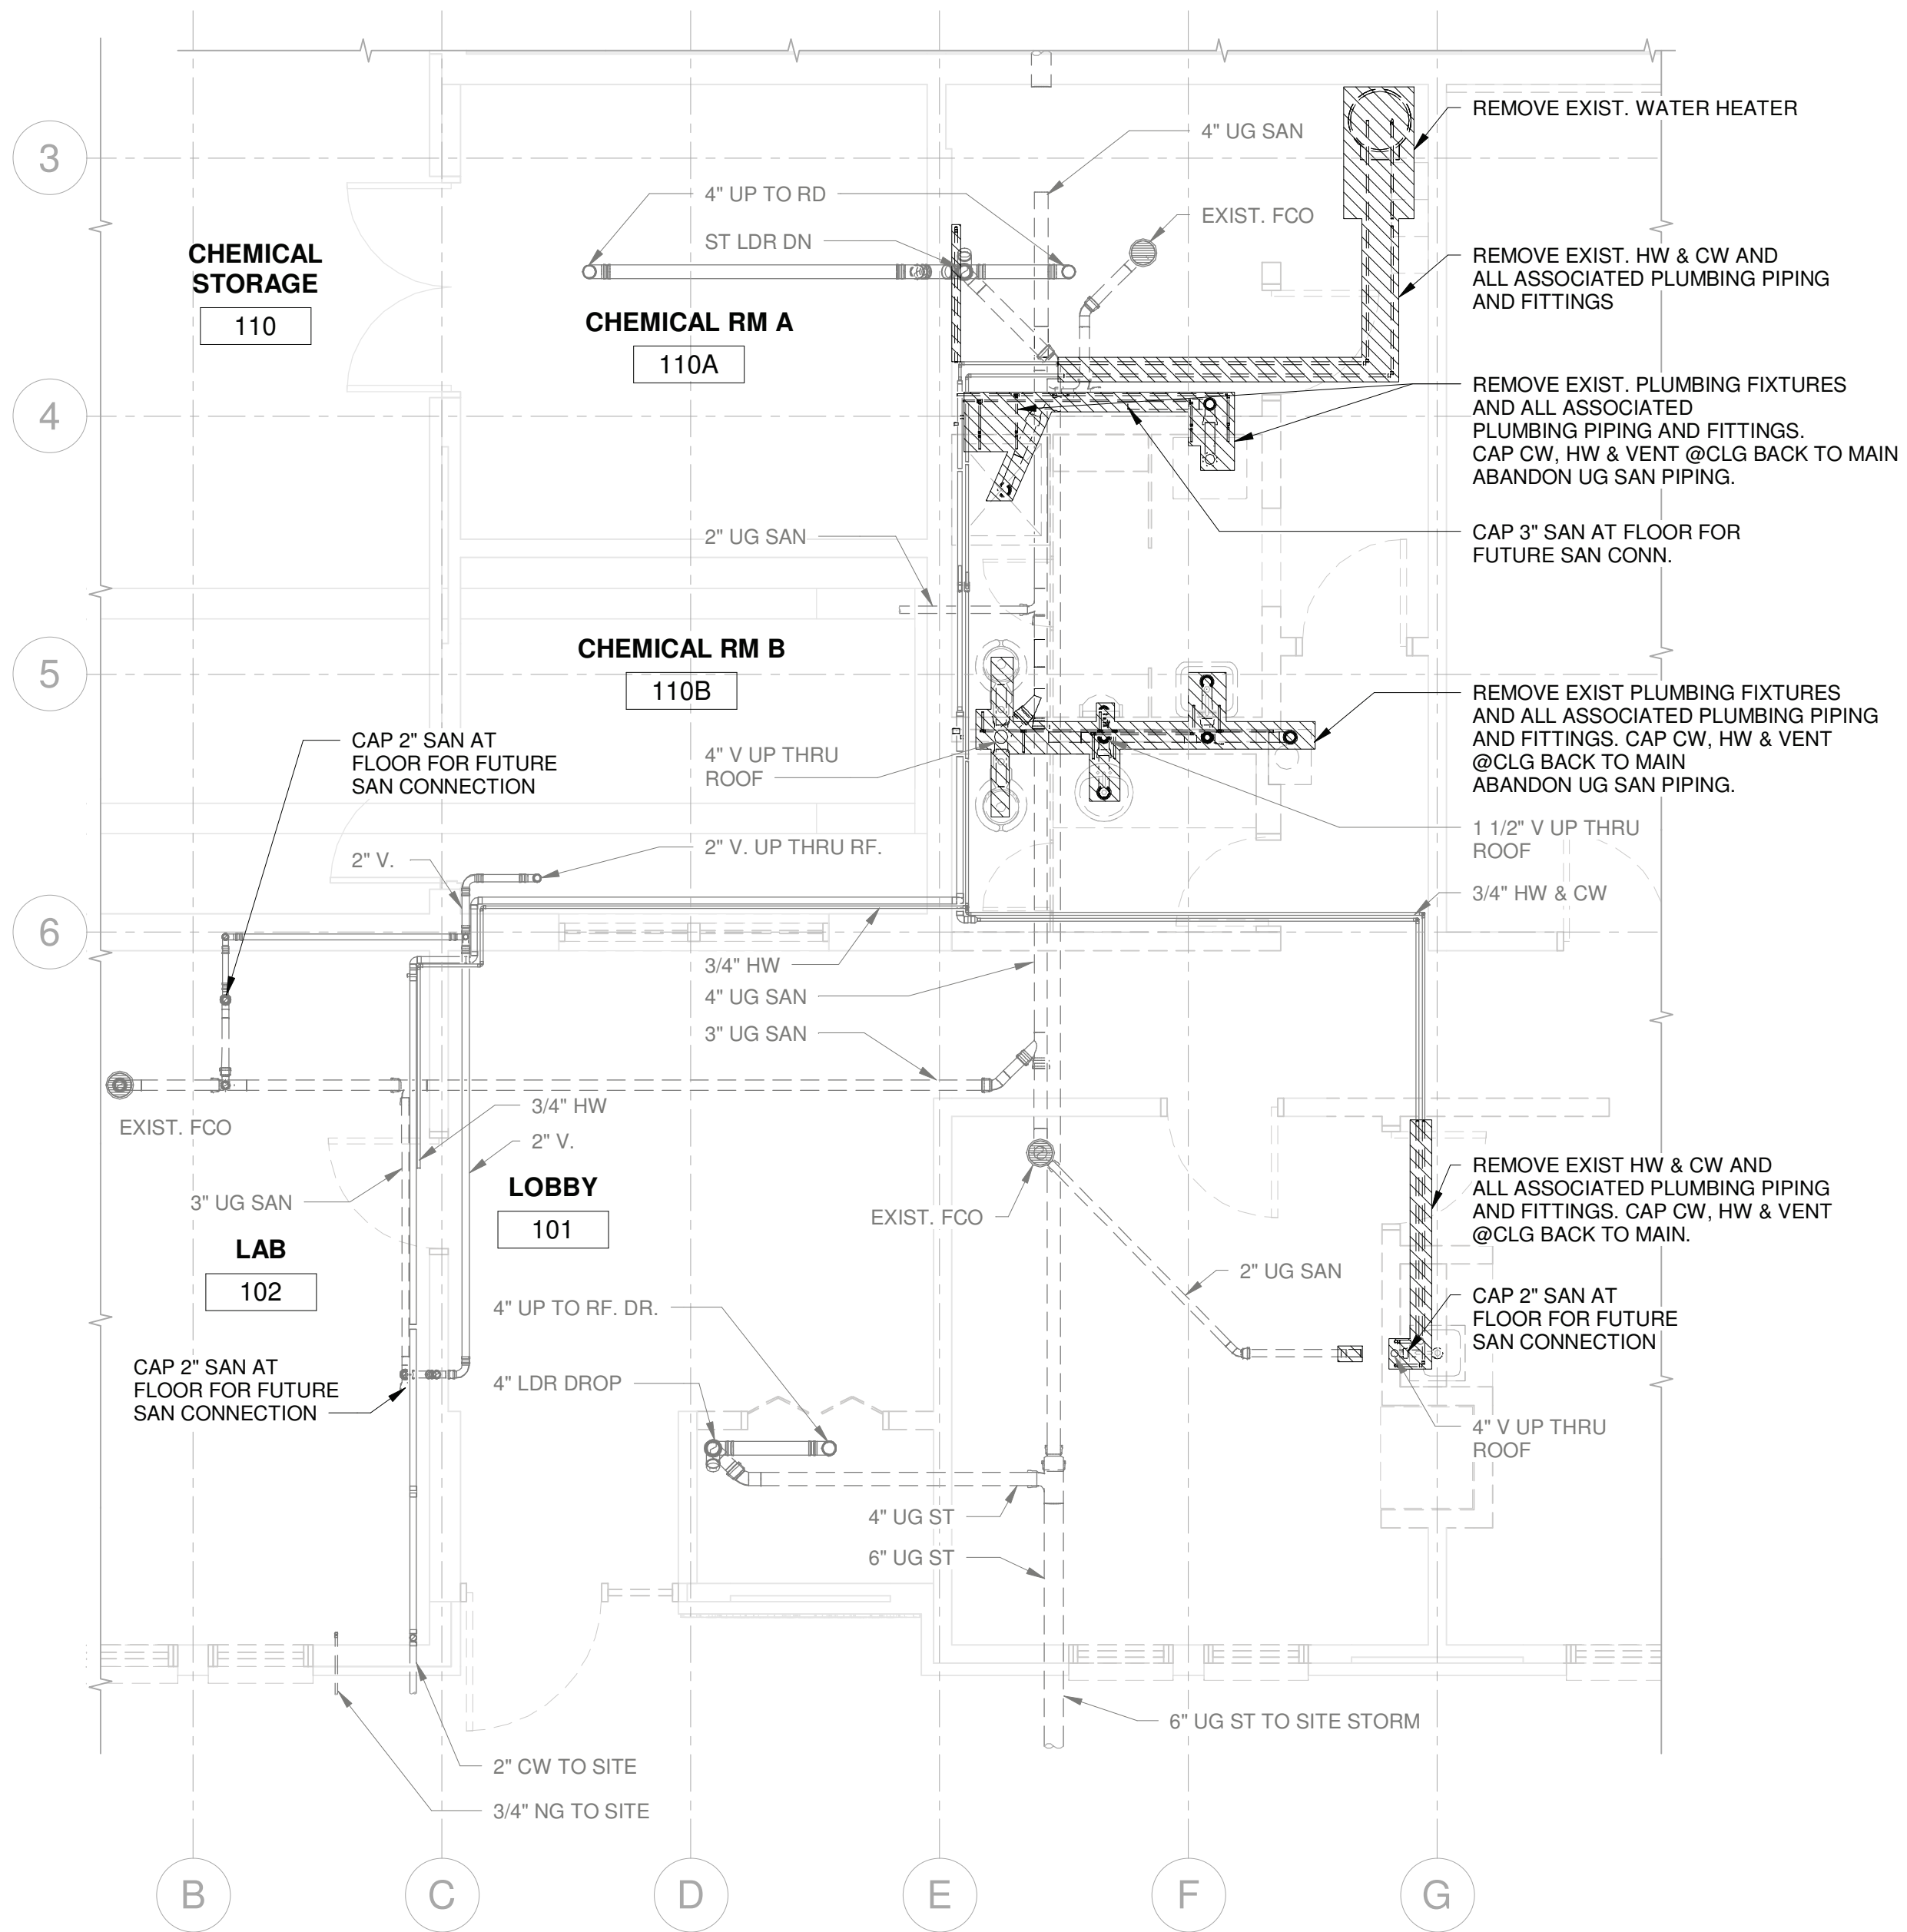 REMOVE EXIST. WATER HEATER
4" UG SAN
3
4" UP TO RD
EXIST. FCO
ST LDR DN
CHEMICAL
STORAGE
110
REMOVE EXIST. HW & CW AND
ALL ASSOCIATED PLUMBING PIPING
AND FITTINGS
CHEMICAL RM A
110A
REMOVE EXIST. PLUMBING FIXTURES
AND ALL ASSOCIATED
PLUMBING PIPING AND FITTINGS.
CAP CW, HW & VENT @CLG BACK TO MAIN
ABANDON UG SAN PIPING.
4
2" UG SAN
CAP 3" SAN AT FLOOR FOR
FUTURE SAN CONN.
CHEMICAL RM B
110B
5
REMOVE EXIST PLUMBING FIXTURES
AND ALL ASSOCIATED PLUMBING PIPING
AND FITTINGS. CAP CW, HW & VENT
@CLG BACK TO MAIN
ABANDON UG SAN PIPING.
CAP 2" SAN AT
FLOOR FOR FUTURE
SAN CONNECTION
4" V UP THRU
ROOF
1 1/2" V UP THRU
ROOF
2" V.
2" V. UP THRU RF.
3/4" HW & CW
6
3/4" HW
4" UG SAN
3" UG SAN
EXIST. FCO
3/4" HW
2" V.
3" UG SAN
LOBBY
101
EXIST. FCO
REMOVE EXIST HW & CW AND
ALL ASSOCIATED PLUMBING PIPING
AND FITTINGS. CAP CW, HW & VENT
@CLG BACK TO MAIN.
LAB
102
2" UG SAN
4" UP TO RF. DR.
CAP 2" SAN AT
FLOOR FOR FUTURE
SAN CONNECTION
CAP 2" SAN AT
FLOOR FOR FUTURE
SAN CONNECTION
4" LDR DROP
4" V UP THRU
ROOF
4" UG ST
6" UG ST
6" UG ST TO SITE STORM
2" CW TO SITE
3/4" NG TO SITE
B
C
D
E
F
G